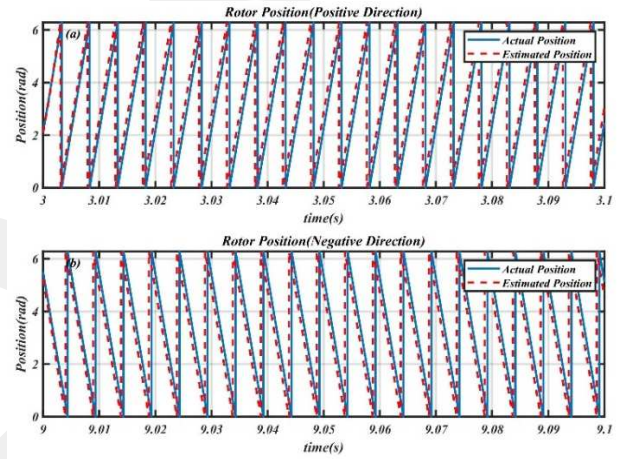 Rotor Position(Positive Direction)
(a)
Actual Position
Estimated Position
6
4
2
0
Position(rad)
3 3.01 3.02 3.03 3.04 3.05 3.06 3.07 3.08 3.09 3.1
time(s)
Rotor Position(Negative Direction)
(b)
Actual Position
Estimated Position
6
4
2
0
Position(rad)
9 9.01 9.02 9.03 9.04 9.05 9.06 9.07 9.08 9.09 9.1
time(s)